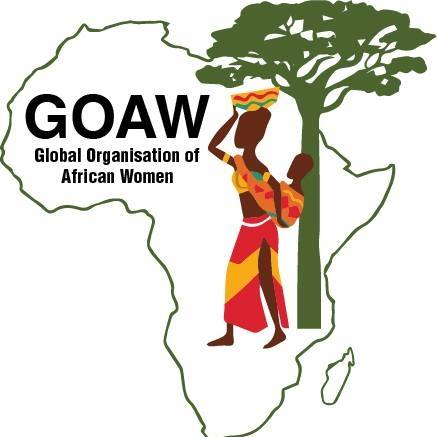 GOAW
Global Organisation of
African Women